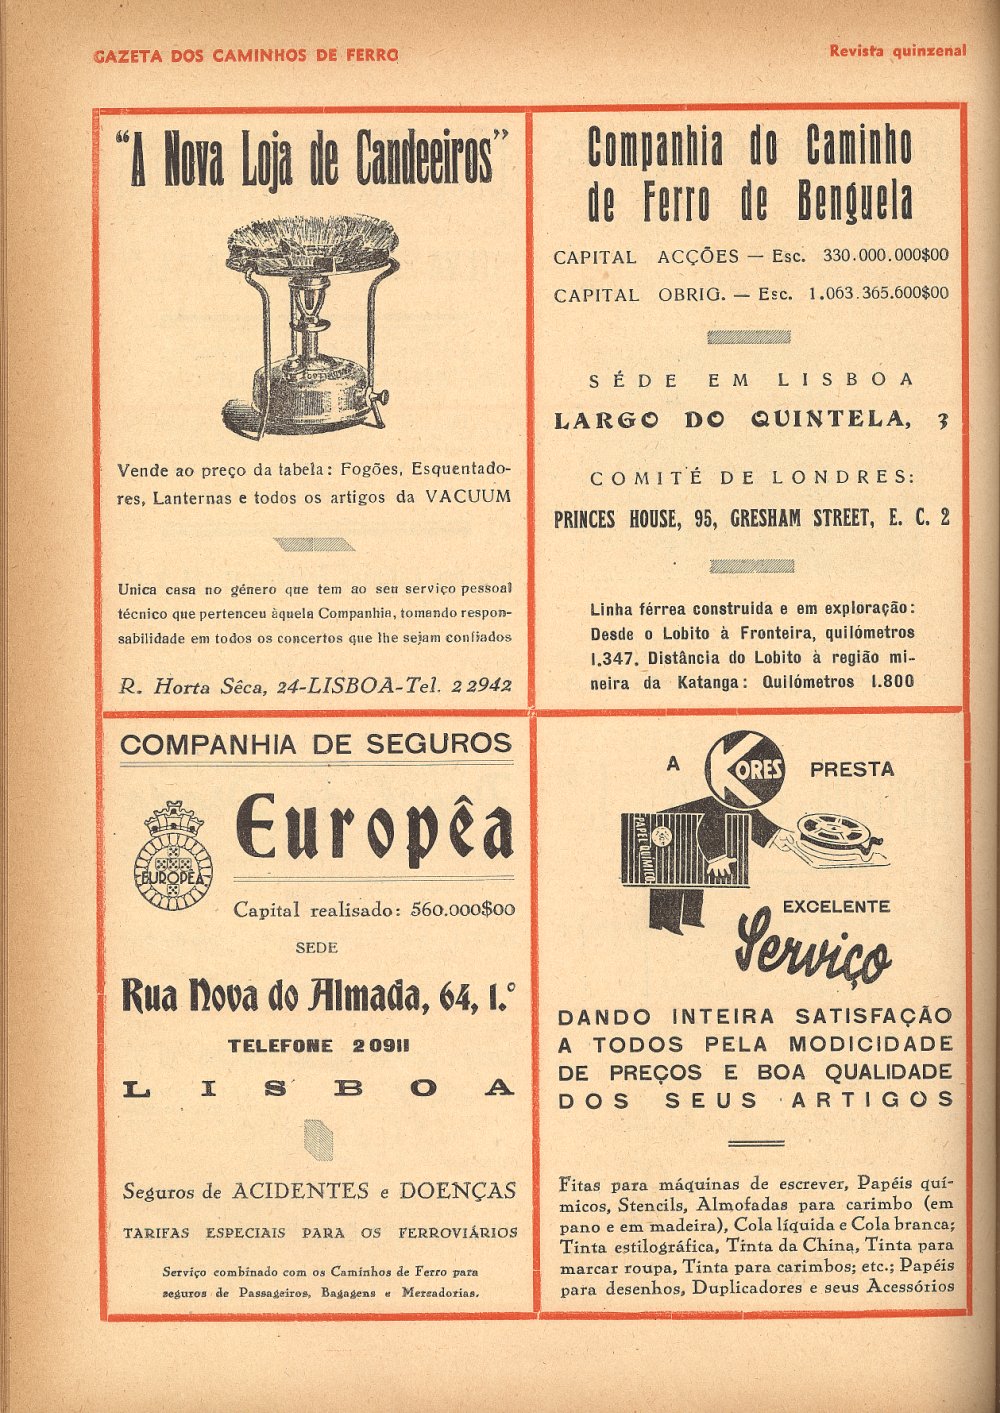 GAZETA DOS CAMINHOS DE FERRO
Revista quinzenal
"A Nova Loja de Candeeiros"
Vende ao preço da tabela: Fogões, Esquentado-
res, Lanternas e todos os artigos da VACUUM
Unica casa no género que tem ao seu serviço pessoal
técnico que pertenceu àquela Companhia, tomando respon-
sabilidade em todos os concertos que lhe sejam confiados
R. Horta Sêca, 24-LISBOA-Tel. 2 2942
Companhia do Caminho
de Ferro de Benguela
CAPITAL ACÇÕES — Esc. 330.000.000$00
CAPITAL OBRIG. — Esc. 1.063.365.600$00
SÉDE EM LISBOA
LARGO DO QUINTELA, 3
COMITÉ DE LONDRES:
PRINCES HOUSE, 95, GRESHAM STREET, E. C. 2
Linha férrea construida e em exploração:
Desde o Lobito à Fronteira, quilómetros
1.347. Distância do Lobito à região mi-
neira da Katanga: Quilómetros 1.800
COMPANHIA DE SEGUROS
Europêa
EUROPÊA
Capital realisado: 560.000$00
SEDE
Rua Nova do Almada, 64, 1.º
TELEFONE 2 0911
LISBOA
Seguros de ACIDENTES e DOENÇAS
TARIFAS ESPECIAIS PARA OS FERROVIÁRIOS
Serviço combinado com os Caminhos de Ferro para
seguros de Passageiros, Bagagens e Mercadorias.
A KORES PRESTA
PAPEL QUIMICO
EXCELENTE
Serviço
DANDO INTEIRA SATISFAÇÃO
A TODOS PELA MODICIDADE
DE PREÇOS E BOA QUALIDADE
DOS SEUS ARTIGOS
Fitas para máquinas de escrever, Papéis quí-
micos, Stencils, Almofadas para carimbo (em
pano e em madeira), Cola líquida e Cola branca;
Tinta estilográfica, Tinta da China, Tinta para
marcar roupa, Tinta para carimbos; etc.; Papéis
para desenhos, Duplicadores e seus Acessórios